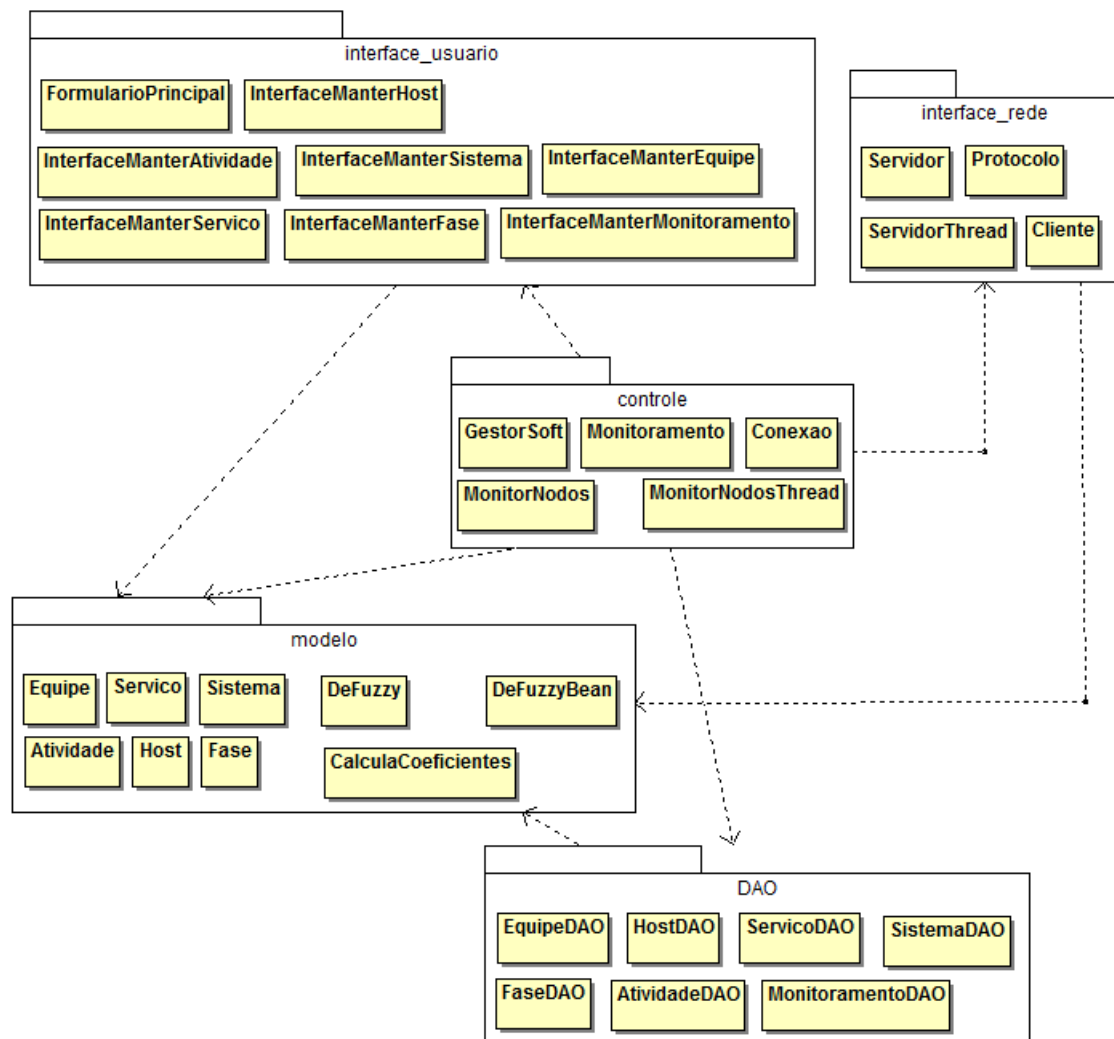 interface_usuario
FormularioPrincipal
InterfaceManterHost
InterfaceManterAtividade
InterfaceManterSistema
InterfaceManterEquipe
InterfaceManterServico
InterfaceManterFase
InterfaceManterMonitoramento
interface_rede
Servidor
Protocolo
ServidorThread
Cliente
controle
GestorSoft
Monitoramento
Conexao
MonitorNodos
MonitorNodosThread
modelo
Equipe
Servico
Sistema
DeFuzzy
DeFuzzyBean
Atividade
Host
Fase
CalculaCoeficientes
DAO
EquipeDAO
HostDAO
ServicoDAO
SistemaDAO
FaseDAO
AtividadeDAO
MonitoramentoDAO